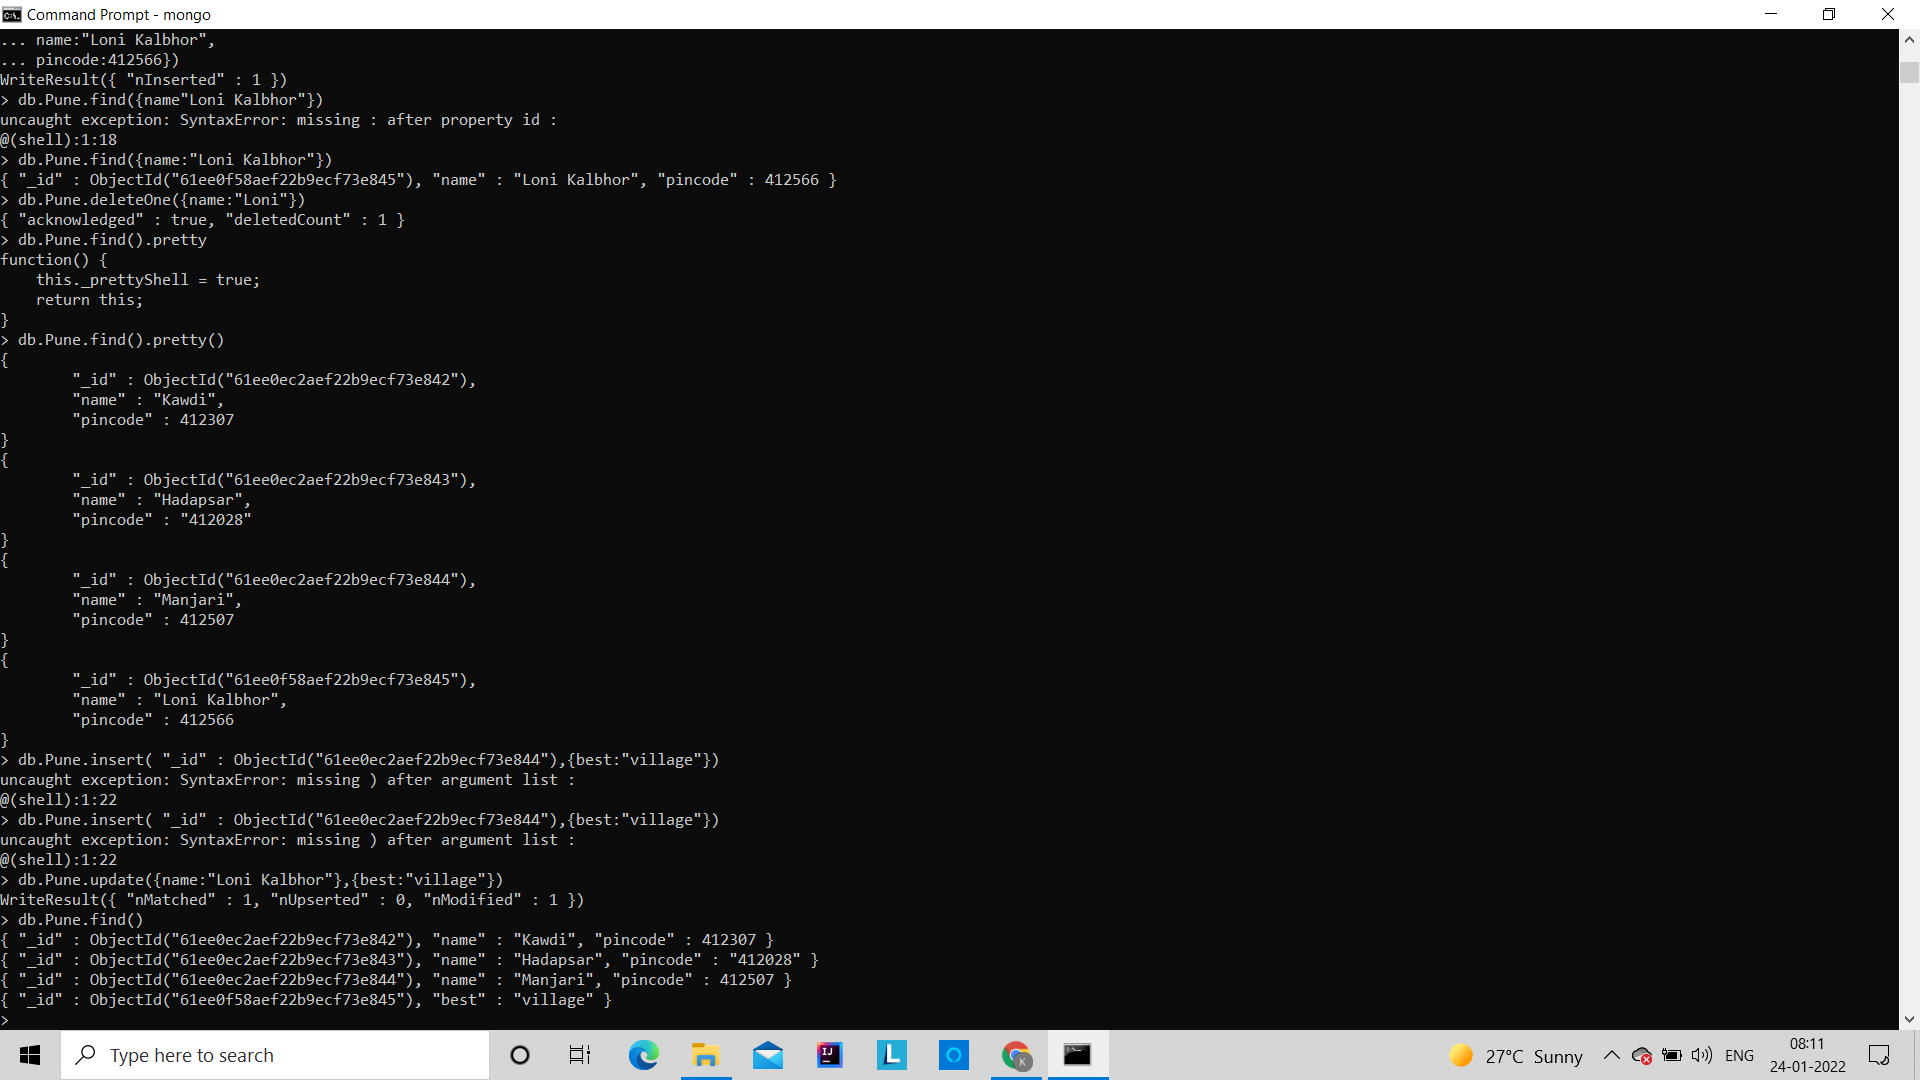 Command Prompt - mongo
... name:"Loni Kalbhor",
... pincode:412566})
WriteResult({ "nInserted" : 1 })
> db.Pune.find({name"Loni Kalbhor"})
uncaught exception: SyntaxError: missing : after property id :
@(shell):1:18
> db.Pune.find({name:"Loni Kalbhor"})
{ "_id" : ObjectId("61ee0f58aef22b9ecf73e845"), "name" : "Loni Kalbhor", "pincode" : 412566 }
> db.Pune.deleteOne({name:"Loni"})
{ "acknowledged" : true, "deletedCount" : 1 }
> db.Pune.find().pretty
function() {
    this._prettyShell = true;
    return this;
}
> db.Pune.find().pretty()
{
        "_id" : ObjectId("61ee0ec2aef22b9ecf73e842"),
        "name" : "Kawdi",
        "pincode" : 412307
}
{
        "_id" : ObjectId("61ee0ec2aef22b9ecf73e843"),
        "name" : "Hadapsar",
        "pincode" : "412028"
}
{
        "_id" : ObjectId("61ee0ec2aef22b9ecf73e844"),
        "name" : "Manjari",
        "pincode" : 412507
}
{
        "_id" : ObjectId("61ee0f58aef22b9ecf73e845"),
        "name" : "Loni Kalbhor",
        "pincode" : 412566
}
> db.Pune.insert( "_id" : ObjectId("61ee0ec2aef22b9ecf73e844"),{best:"village"})
uncaught exception: SyntaxError: missing ) after argument list :
@(shell):1:22
> db.Pune.insert( "_id" : ObjectId("61ee0ec2aef22b9ecf73e844"),{best:"village"})
uncaught exception: SyntaxError: missing ) after argument list :
@(shell):1:22
> db.Pune.update({name:"Loni Kalbhor"},{best:"village"})
WriteResult({ "nMatched" : 1, "nUpserted" : 0, "nModified" : 1 })
> db.Pune.find()
{ "_id" : ObjectId("61ee0ec2aef22b9ecf73e842"), "name" : "Kawdi", "pincode" : 412307 }
{ "_id" : ObjectId("61ee0ec2aef22b9ecf73e843"), "name" : "Hadapsar", "pincode" : "412028" }
{ "_id" : ObjectId("61ee0ec2aef22b9ecf73e844"), "name" : "Manjari", "pincode" : 412507 }
{ "_id" : ObjectId("61ee0f58aef22b9ecf73e845"), "best" : "village" }
>
Type here to search
27°C Sunny
ENG
08:11
24-01-2022